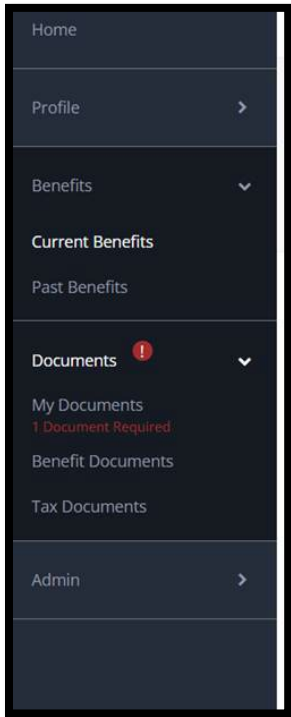 Home
Profile
Benefits
Current Benefits
Past Benefits
Documents !
My Documents
1 Document Required
Benefit Documents
Tax Documents
Admin